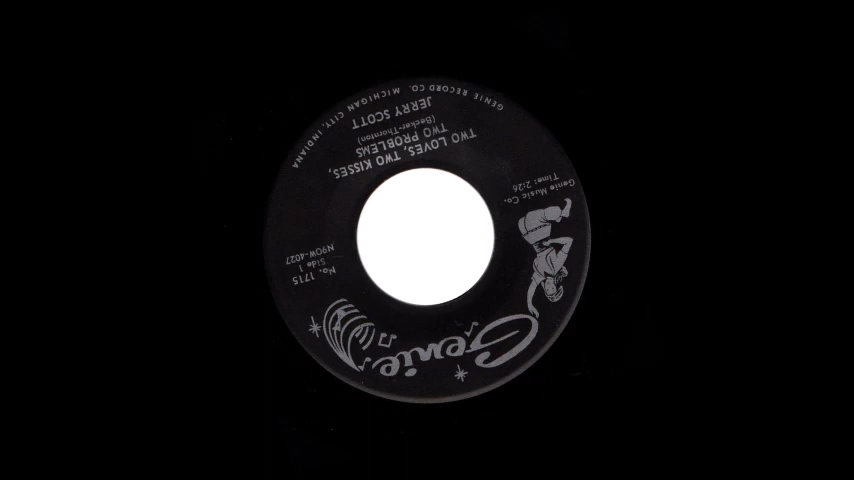 Genie
No. 1715
Side 1
N9OW-4027
Genie Music Co.
Time: 2:26
TWO LOVES, TWO KISSES,
TWO PROBLEMS
(Becker-Thornton)
JERRY SCOTT
GENIE RECORD CO. MICHIGAN CITY, INDIANA